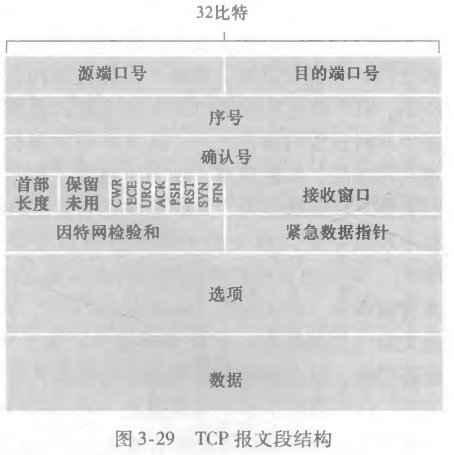 32比特
源端口号 目的端口号
序号
确认号
首部 保留
长度 未用
CWR
ECE
URG
ACK
PSH
RST
SYN
FIN
接收窗口
因特网检验和 紧急数据指针
选项
数据
图 3-29 TCP 报文段结构